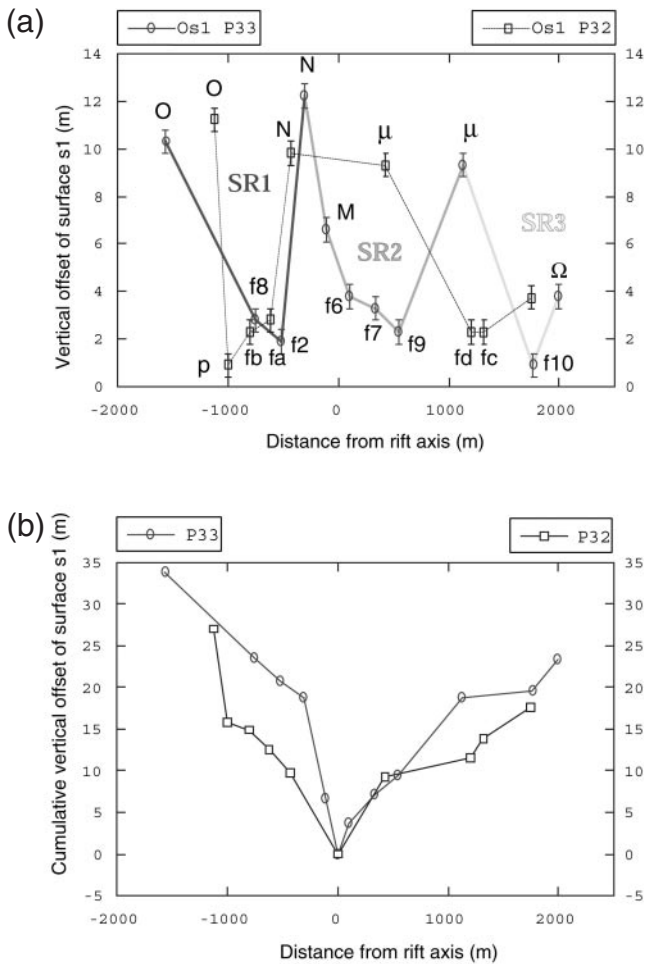 (a)
Os1 P33
Os1 P32
Vertical offset of surface s1 (m)
14
12
10
8
6
4
2
0
14
12
10
8
6
4
2
0
O
O
N
N
μ
μ
SR1
M
SR2
SR3
f8
f6
f7
f9
Ω
p
fb
fa
f2
fd
fc
f10
-2000
-1000
0
1000
2000
Distance from rift axis (m)
(b)
P33
P32
Cumulative vertical offset of surface s1 (m)
35
30
25
20
15
10
5
0
-5
35
30
25
20
15
10
5
0
-5
-2000
-1000
0
1000
2000
Distance from rift axis (m)